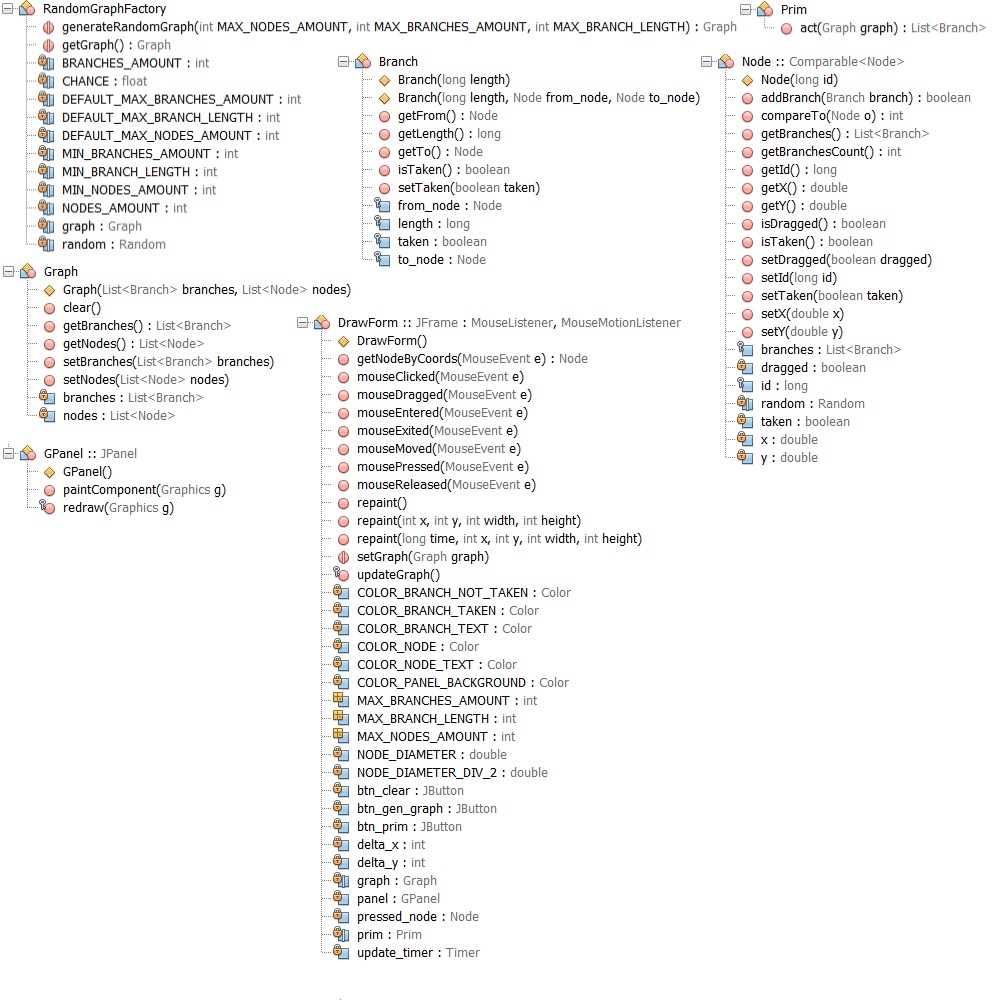 RandomGraphFactory
generateRandomGraph(int MAX_NODES_AMOUNT, int MAX_BRANCHES_AMOUNT, int MAX_BRANCH_LENGTH) : Graph
getGraph() : Graph
BRANCHES_AMOUNT : int
CHANCE : float
DEFAULT_MAX_BRANCHES_AMOUNT : int
DEFAULT_MAX_BRANCH_LENGTH : int
DEFAULT_MAX_NODES_AMOUNT : int
MIN_BRANCHES_AMOUNT : int
MIN_BRANCH_LENGTH : int
MIN_NODES_AMOUNT : int
NODES_AMOUNT : int
graph : Graph
random : Random
Prim
act(Graph graph) : List<Branch>
Branch
Branch(long length)
Branch(long length, Node from_node, Node to_node)
getFrom() : Node
getLength() : long
getTo() : Node
isTaken() : boolean
setTaken(boolean taken)
from_node : Node
length : long
taken : boolean
to_node : Node
Node :: Comparable<Node>
Node(long id)
addBranch(Branch branch) : boolean
compareTo(Node o) : int
getBranches() : List<Branch>
getBranchesCount() : int
getId() : long
getX() : double
getY() : double
isDragged() : boolean
isTaken() : boolean
setDragged(boolean dragged)
setId(long id)
setTaken(boolean taken)
setX(double x)
setY(double y)
branches : List<Branch>
dragged : boolean
id : long
random : Random
taken : boolean
x : double
y : double
Graph
Graph(List<Branch> branches, List<Node> nodes)
clear()
getBranches() : List<Branch>
getNodes() : List<Node>
setBranches(List<Branch> branches)
setNodes(List<Node> nodes)
branches : List<Branch>
nodes : List<Node>
GPanel :: JPanel
GPanel()
paintComponent(Graphics g)
redraw(Graphics g)
DrawForm :: JFrame : MouseListener, MouseMotionListener
DrawForm()
getNodeByCoords(MouseEvent e) : Node
mouseClicked(MouseEvent e)
mouseDragged(MouseEvent e)
mouseEntered(MouseEvent e)
mouseExited(MouseEvent e)
mouseMoved(MouseEvent e)
mousePressed(MouseEvent e)
mouseReleased(MouseEvent e)
repaint()
repaint(int x, int y, int width, int height)
repaint(long time, int x, int y, int width, int height)
setGraph(Graph graph)
updateGraph()
COLOR_BRANCH_NOT_TAKEN : Color
COLOR_BRANCH_TAKEN : Color
COLOR_BRANCH_TEXT : Color
COLOR_NODE : Color
COLOR_NODE_TEXT : Color
COLOR_PANEL_BACKGROUND : Color
MAX_BRANCHES_AMOUNT : int
MAX_BRANCH_LENGTH : int
MAX_NODES_AMOUNT : int
NODE_DIAMETER : double
NODE_DIAMETER_DIV_2 : double
btn_clear : JButton
btn_gen_graph : JButton
btn_prim : JButton
delta_x : int
delta_y : int
graph : Graph
panel : GPanel
pressed_node : Node
prim : Prim
update_timer : Timer